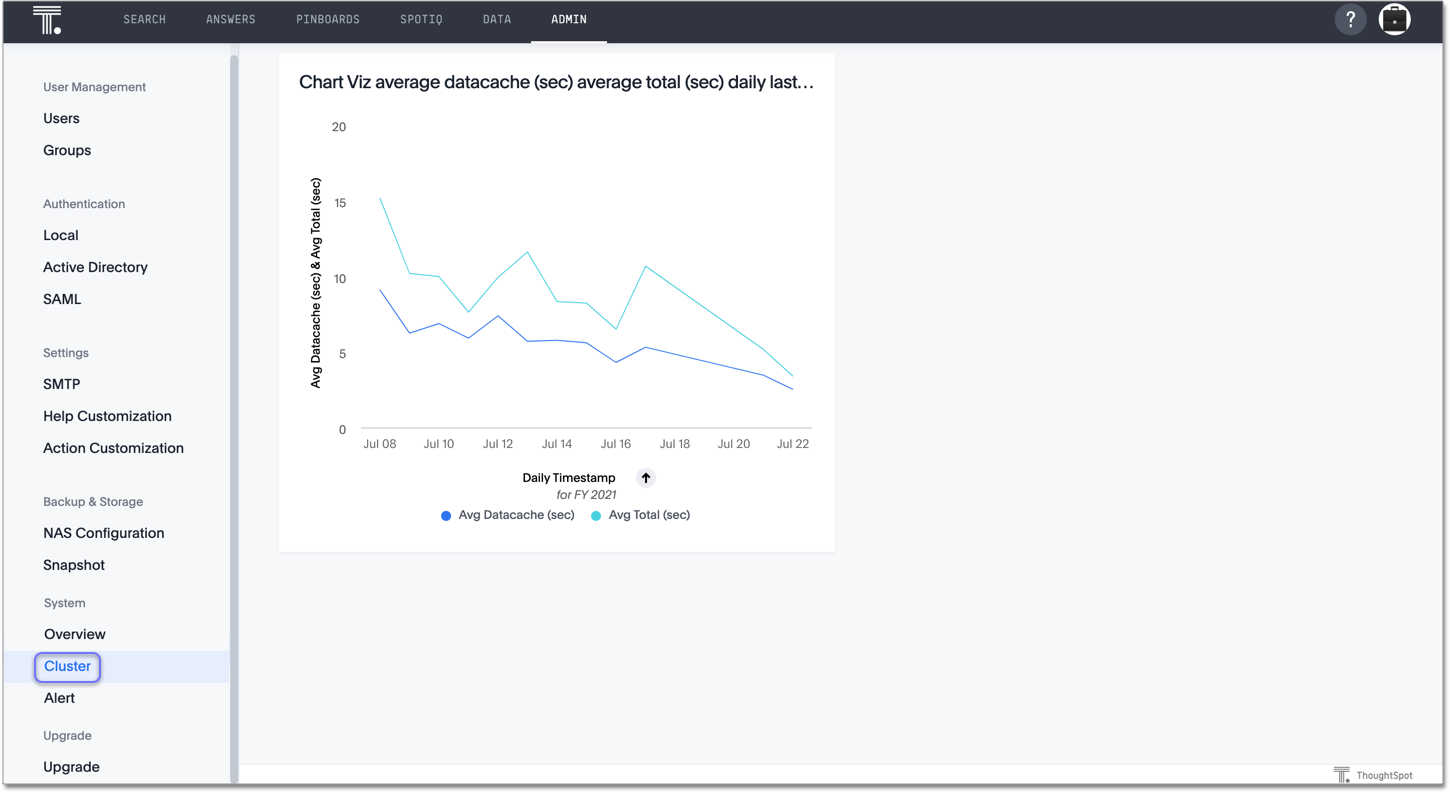 SEARCH ANSWERS PINBOARDS SPOTIQ DATA ADMIN ?
User Management
Users
Groups
Authentication
Local
Active Directory
SAML
Settings
SMTP
Help Customization
Action Customization
Backup & Storage
NAS Configuration
Snapshot
System
Overview
Cluster
Alert
Upgrade
Upgrade
Chart Viz average datacache (sec) average total (sec) daily last...
Avg Datacache (sec) & Avg Total (sec)
20
15
10
5
0
Jul 08 Jul 10 Jul 12 Jul 14 Jul 16 Jul 18 Jul 20 Jul 22
Daily Timestamp
for FY 2021
Avg Datacache (sec) Avg Total (sec)
ThoughtSpot